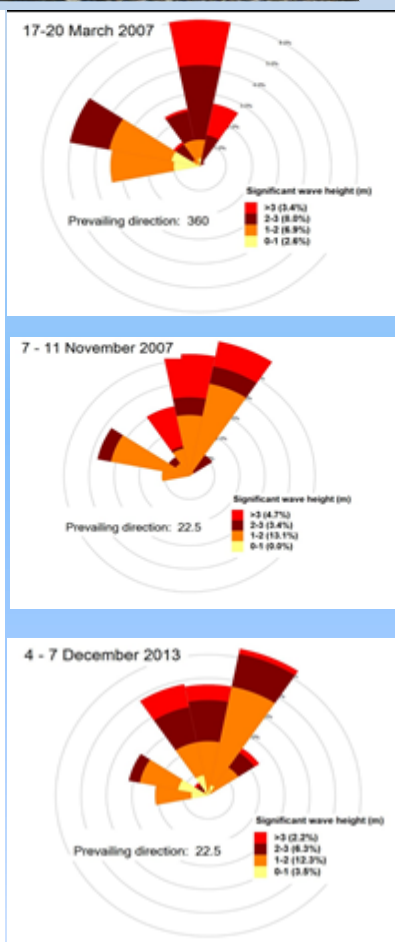 17-20 March 2007
Significant wave height (m)
>3 (3.4%)
2-3 (8.0%)
1-2 (6.9%)
0-1 (2.6%)
Prevailing direction: 360
7 - 11 November 2007
Significant wave height (m)
>3 (4.7%)
2-3 (3.4%)
1-2 (13.1%)
0-1 (0.0%)
Prevailing direction: 22.5
4 - 7 December 2013
Significant wave height (m)
>3 (2.2%)
2-3 (6.3%)
1-2 (12.3%)
0-1 (3.5%)
Prevailing direction: 22.5